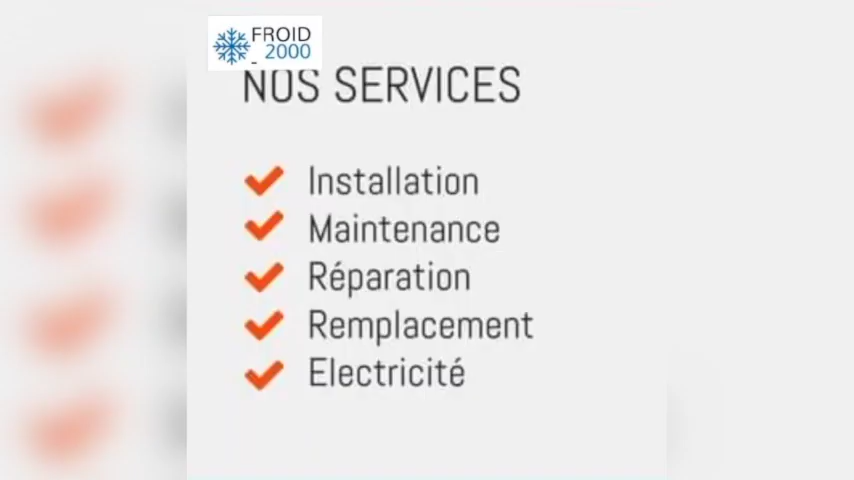 FROID
2000
NOS SERVICES
Installation
Maintenance
Réparation
Remplacement
Electricité